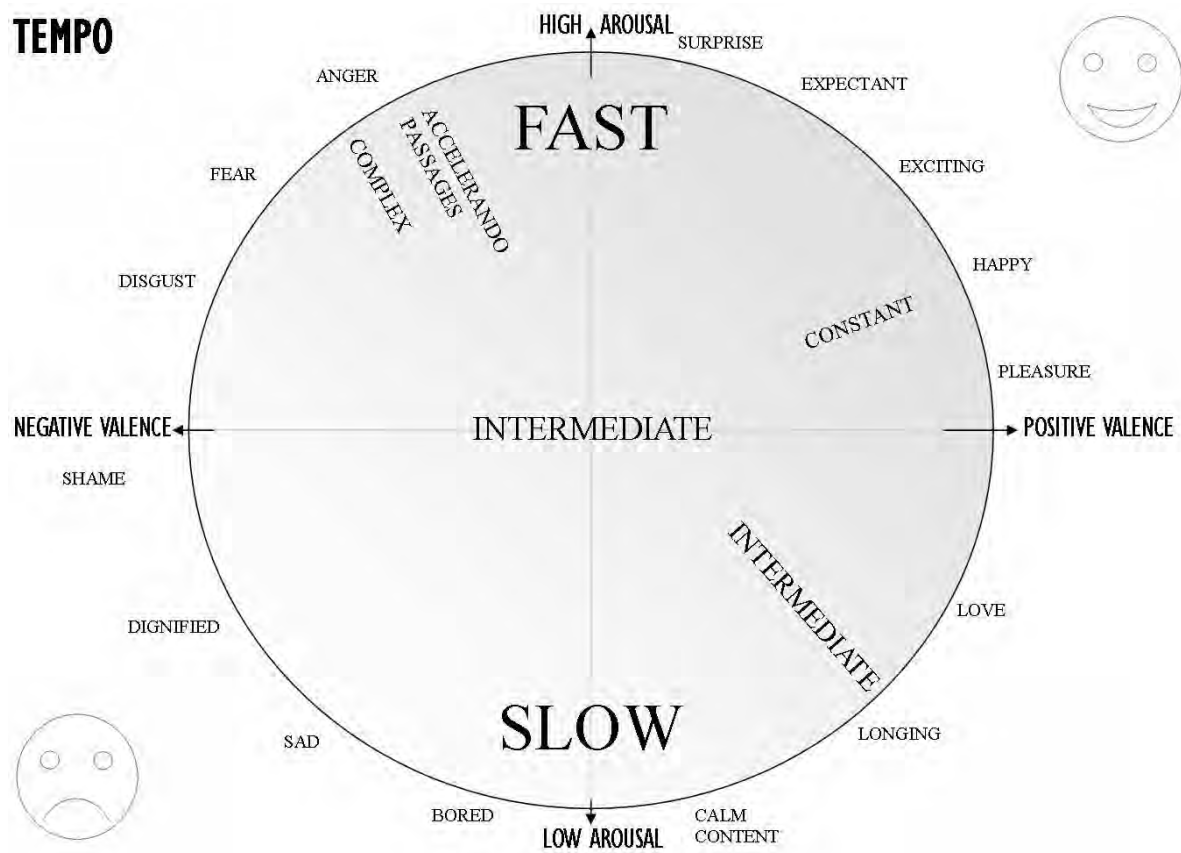 TEMPO
HIGH AROUSAL
SURPRISE
ANGER
EXPECTANT
FAST
ACCELERANDO
PASSAGES
COMPLEX
FEAR
EXCITING
DISGUST
HAPPY
CONSTANT
PLEASURE
NEGATIVE VALENCE
INTERMEDIATE
POSITIVE VALENCE
SHAME
INTERMEDIATE
LOVE
DIGNIFIED
SLOW
SAD
LONGING
BORED
LOW AROUSAL
CALM
CONTENT